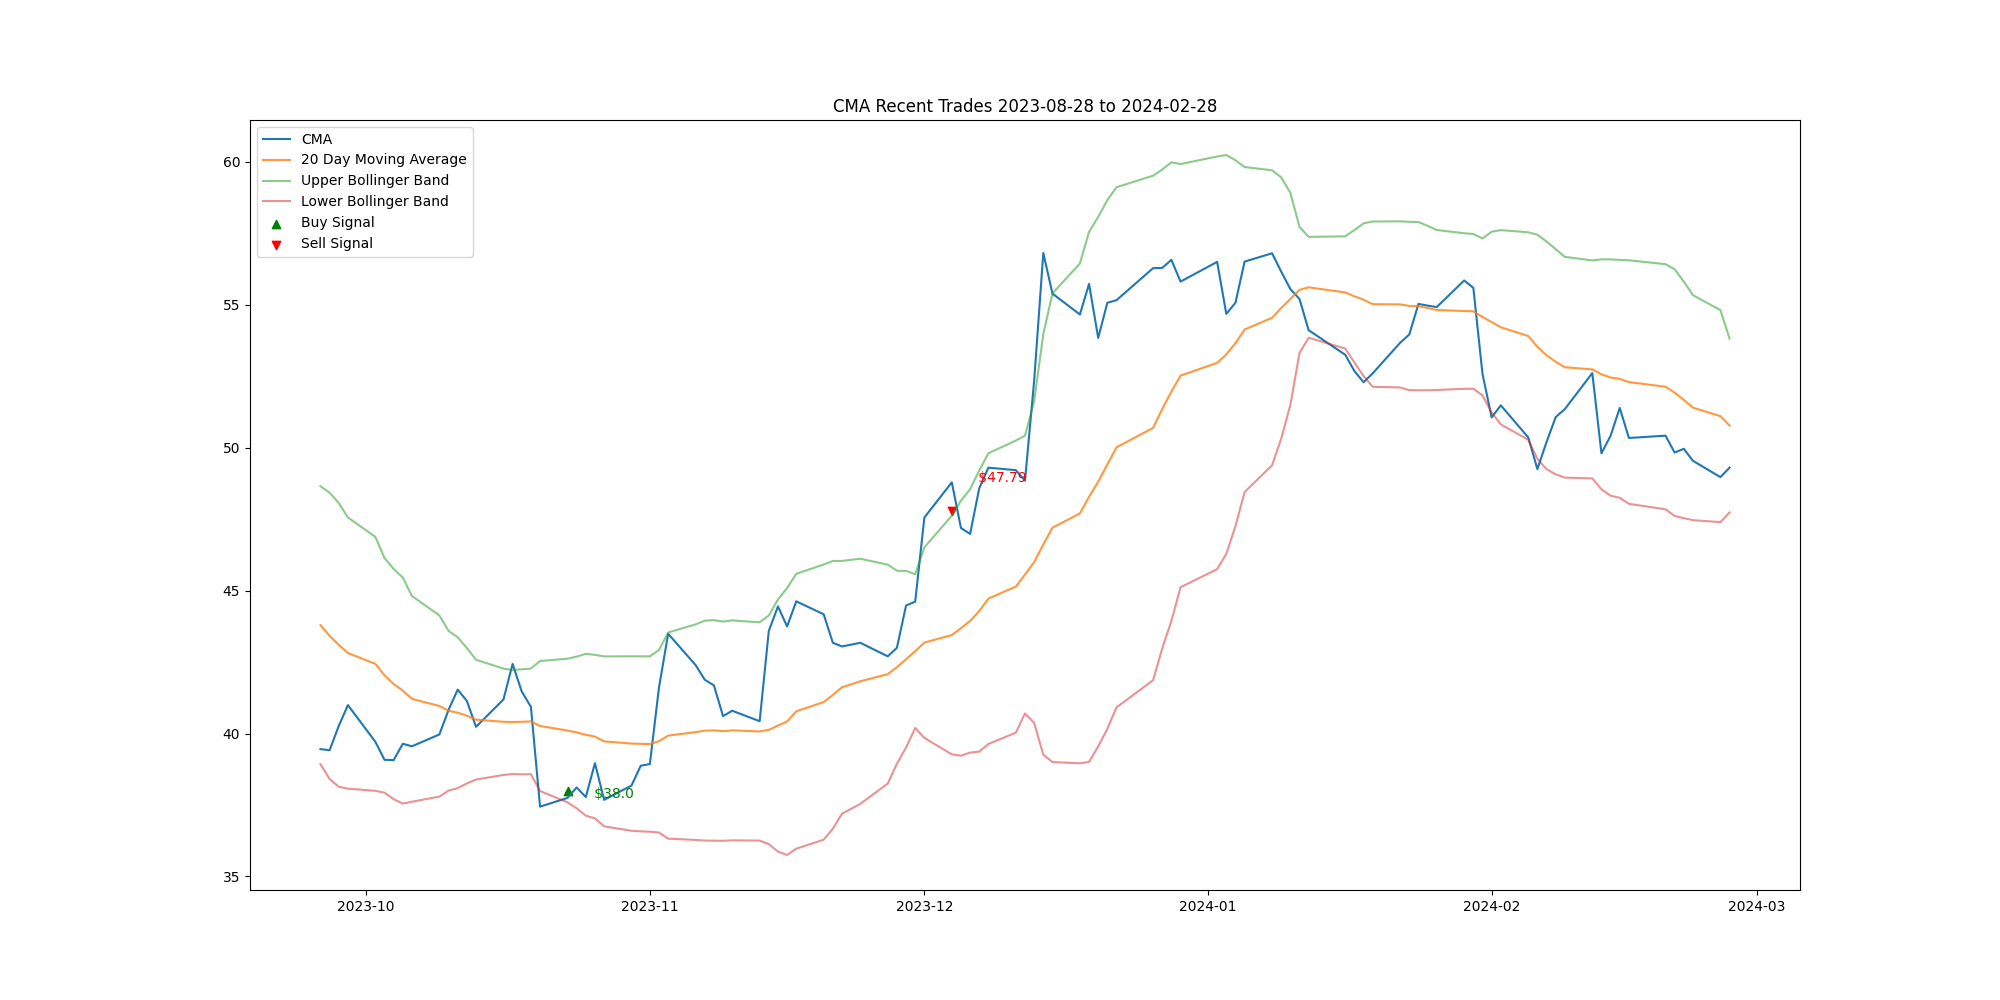 CMA Recent Trades 2023-08-28 to 2024-02-28
CMA
20 Day Moving Average
Upper Bollinger Band
Lower Bollinger Band
Buy Signal
Sell Signal
60
55
50
45
40
35
$47.79
$38.0
2023-10
2023-11
2023-12
2024-01
2024-02
2024-03